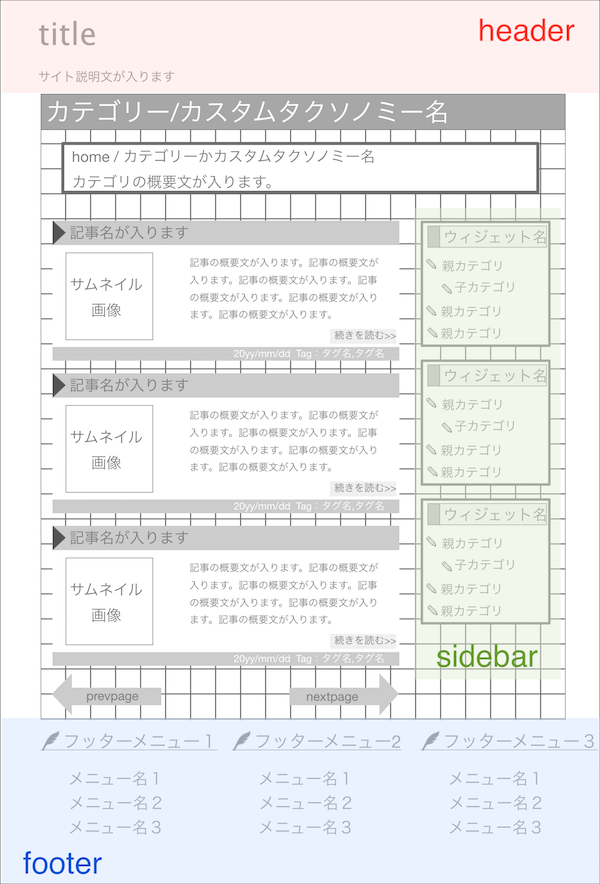 title
header
サイト説明文が入ります
カテゴリー/カスタムタクソノミー名
home / カテゴリーかカスタムタクソノミー名
カテゴリの概要文が入ります。
記事名が入ります
サムネイル
画像
記事の概要文が入ります。記事の概要文が
入ります。記事の概要文が入ります。記事
の概要文が入ります。記事の概要文が入り
ます。記事の概要文が入ります。
続きを読む>>
20yy/mm/dd Tag：タグ名,タグ名
記事名が入ります
サムネイル
画像
記事の概要文が入ります。記事の概要文が
入ります。記事の概要文が入ります。記事
の概要文が入ります。記事の概要文が入り
ます。記事の概要文が入ります。
続きを読む>>
20yy/mm/dd Tag：タグ名,タグ名
記事名が入ります
サムネイル
画像
記事の概要文が入ります。記事の概要文が
入ります。記事の概要文が入ります。記事
の概要文が入ります。記事の概要文が入り
ます。記事の概要文が入ります。
続きを読む>>
20yy/mm/dd Tag：タグ名,タグ名
prevpage
nextpage
ウィジェット名
親カテゴリ
子カテゴリ
親カテゴリ
親カテゴリ
ウィジェット名
親カテゴリ
子カテゴリ
親カテゴリ
親カテゴリ
ウィジェット名
親カテゴリ
子カテゴリ
親カテゴリ
親カテゴリ
sidebar
フッターメニュー１
メニュー名１
メニュー名２
メニュー名３
フッターメニュー2
メニュー名１
メニュー名２
メニュー名３
フッターメニュー３
メニュー名１
メニュー名２
メニュー名３
footer